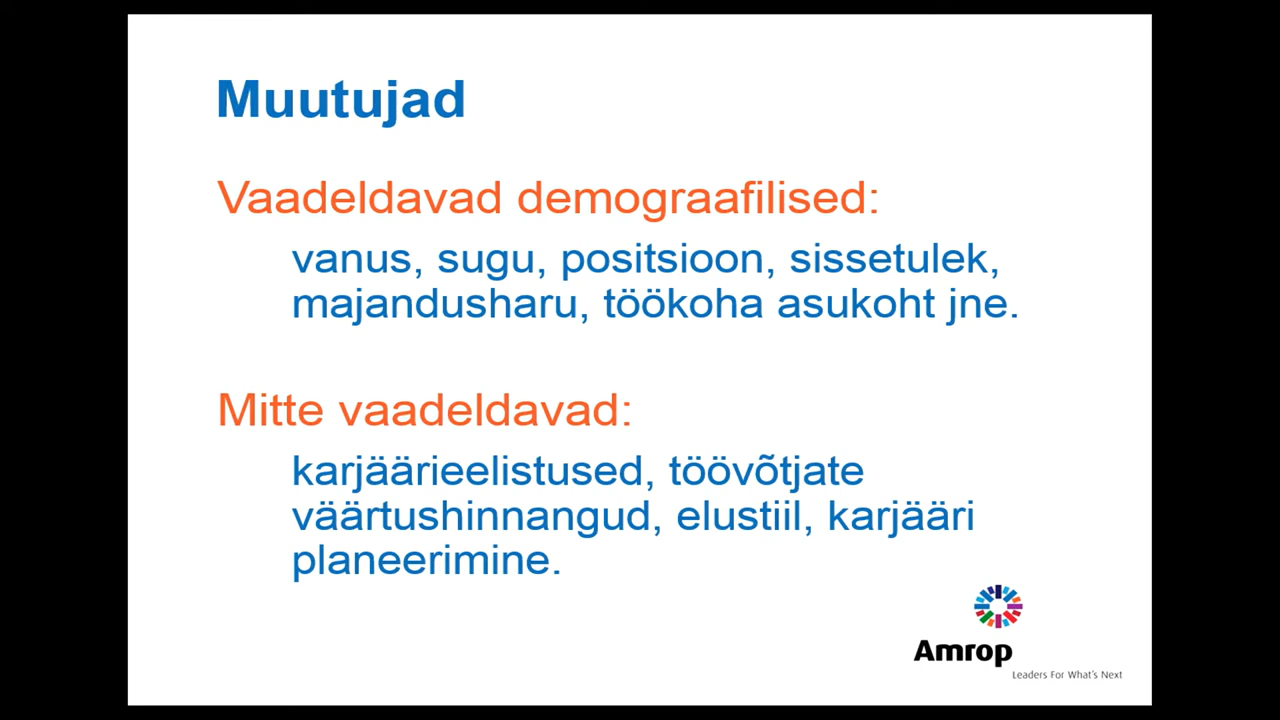 Muutujad
Vaadeldavad demograafilised:
vanus, sugu, positsioon, sissetulek,
majandusharu, töökoha asukoht jne.
Mitte vaadeldavad:
karjäärieelistused, töövõtjate
väärtushinnangud, elustiil, karjääri
planeerimine.
Amrop
Leaders For What's Next